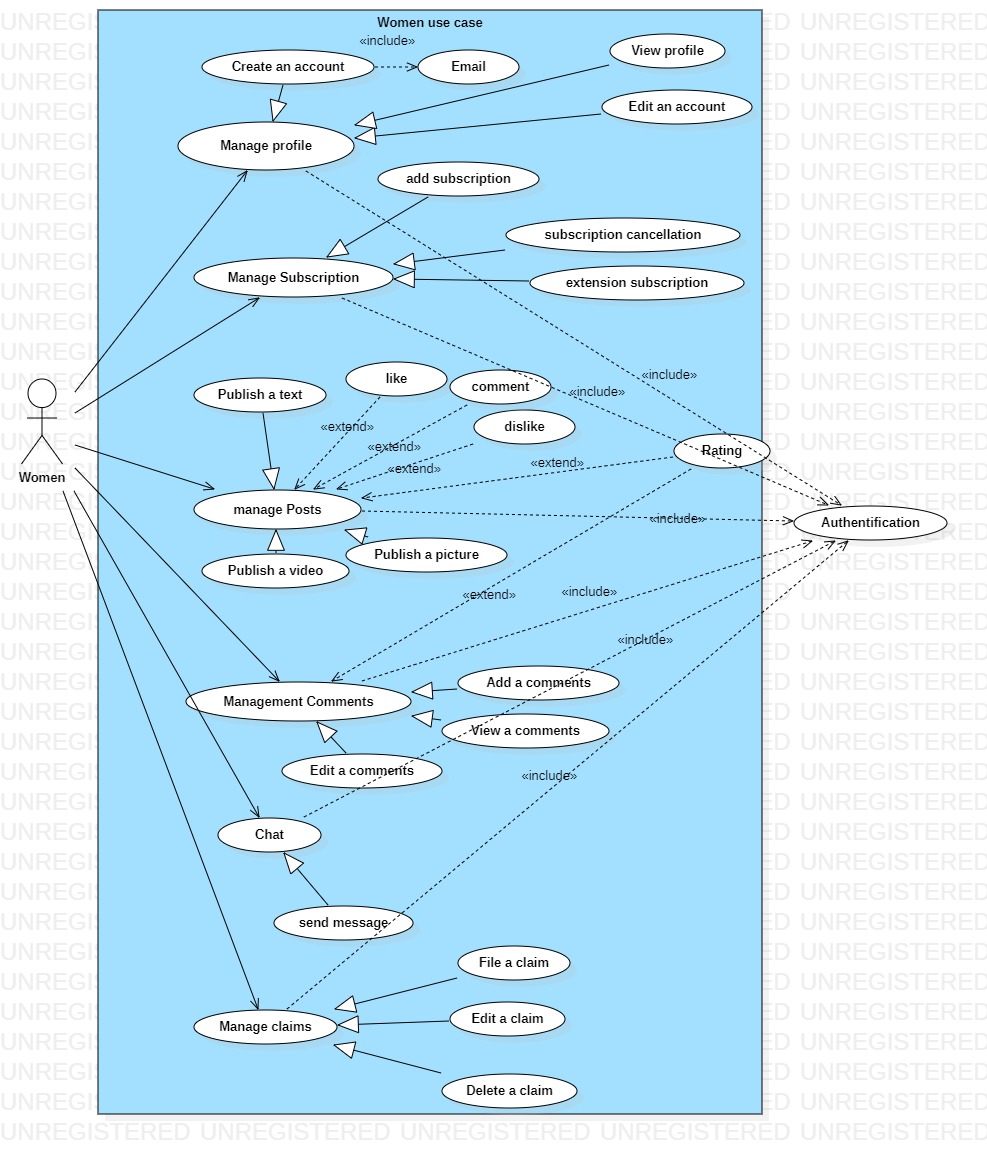 Women use case
«include»
Create an account
Email
View profile
Edit an account
Manage profile
add subscription
subscription cancellation
Manage Subscription
extension subscription
«include»
like
comment
«include»
Publish a text
«extend»
dislike
«extend»
Rating
«extend»
«extend»
Women
manage Posts
«include»
Authentification
Publish a picture
Publish a video
«extend»
«include»
«include»
Add a comments
Management Comments
View a comments
Edit a comments
«include»
Chat
send message
File a claim
Edit a claim
Manage claims
Delete a claim
UNREGISTERED UNREGISTERED UNREGISTERED UNREGISTERED UNREGISTERED